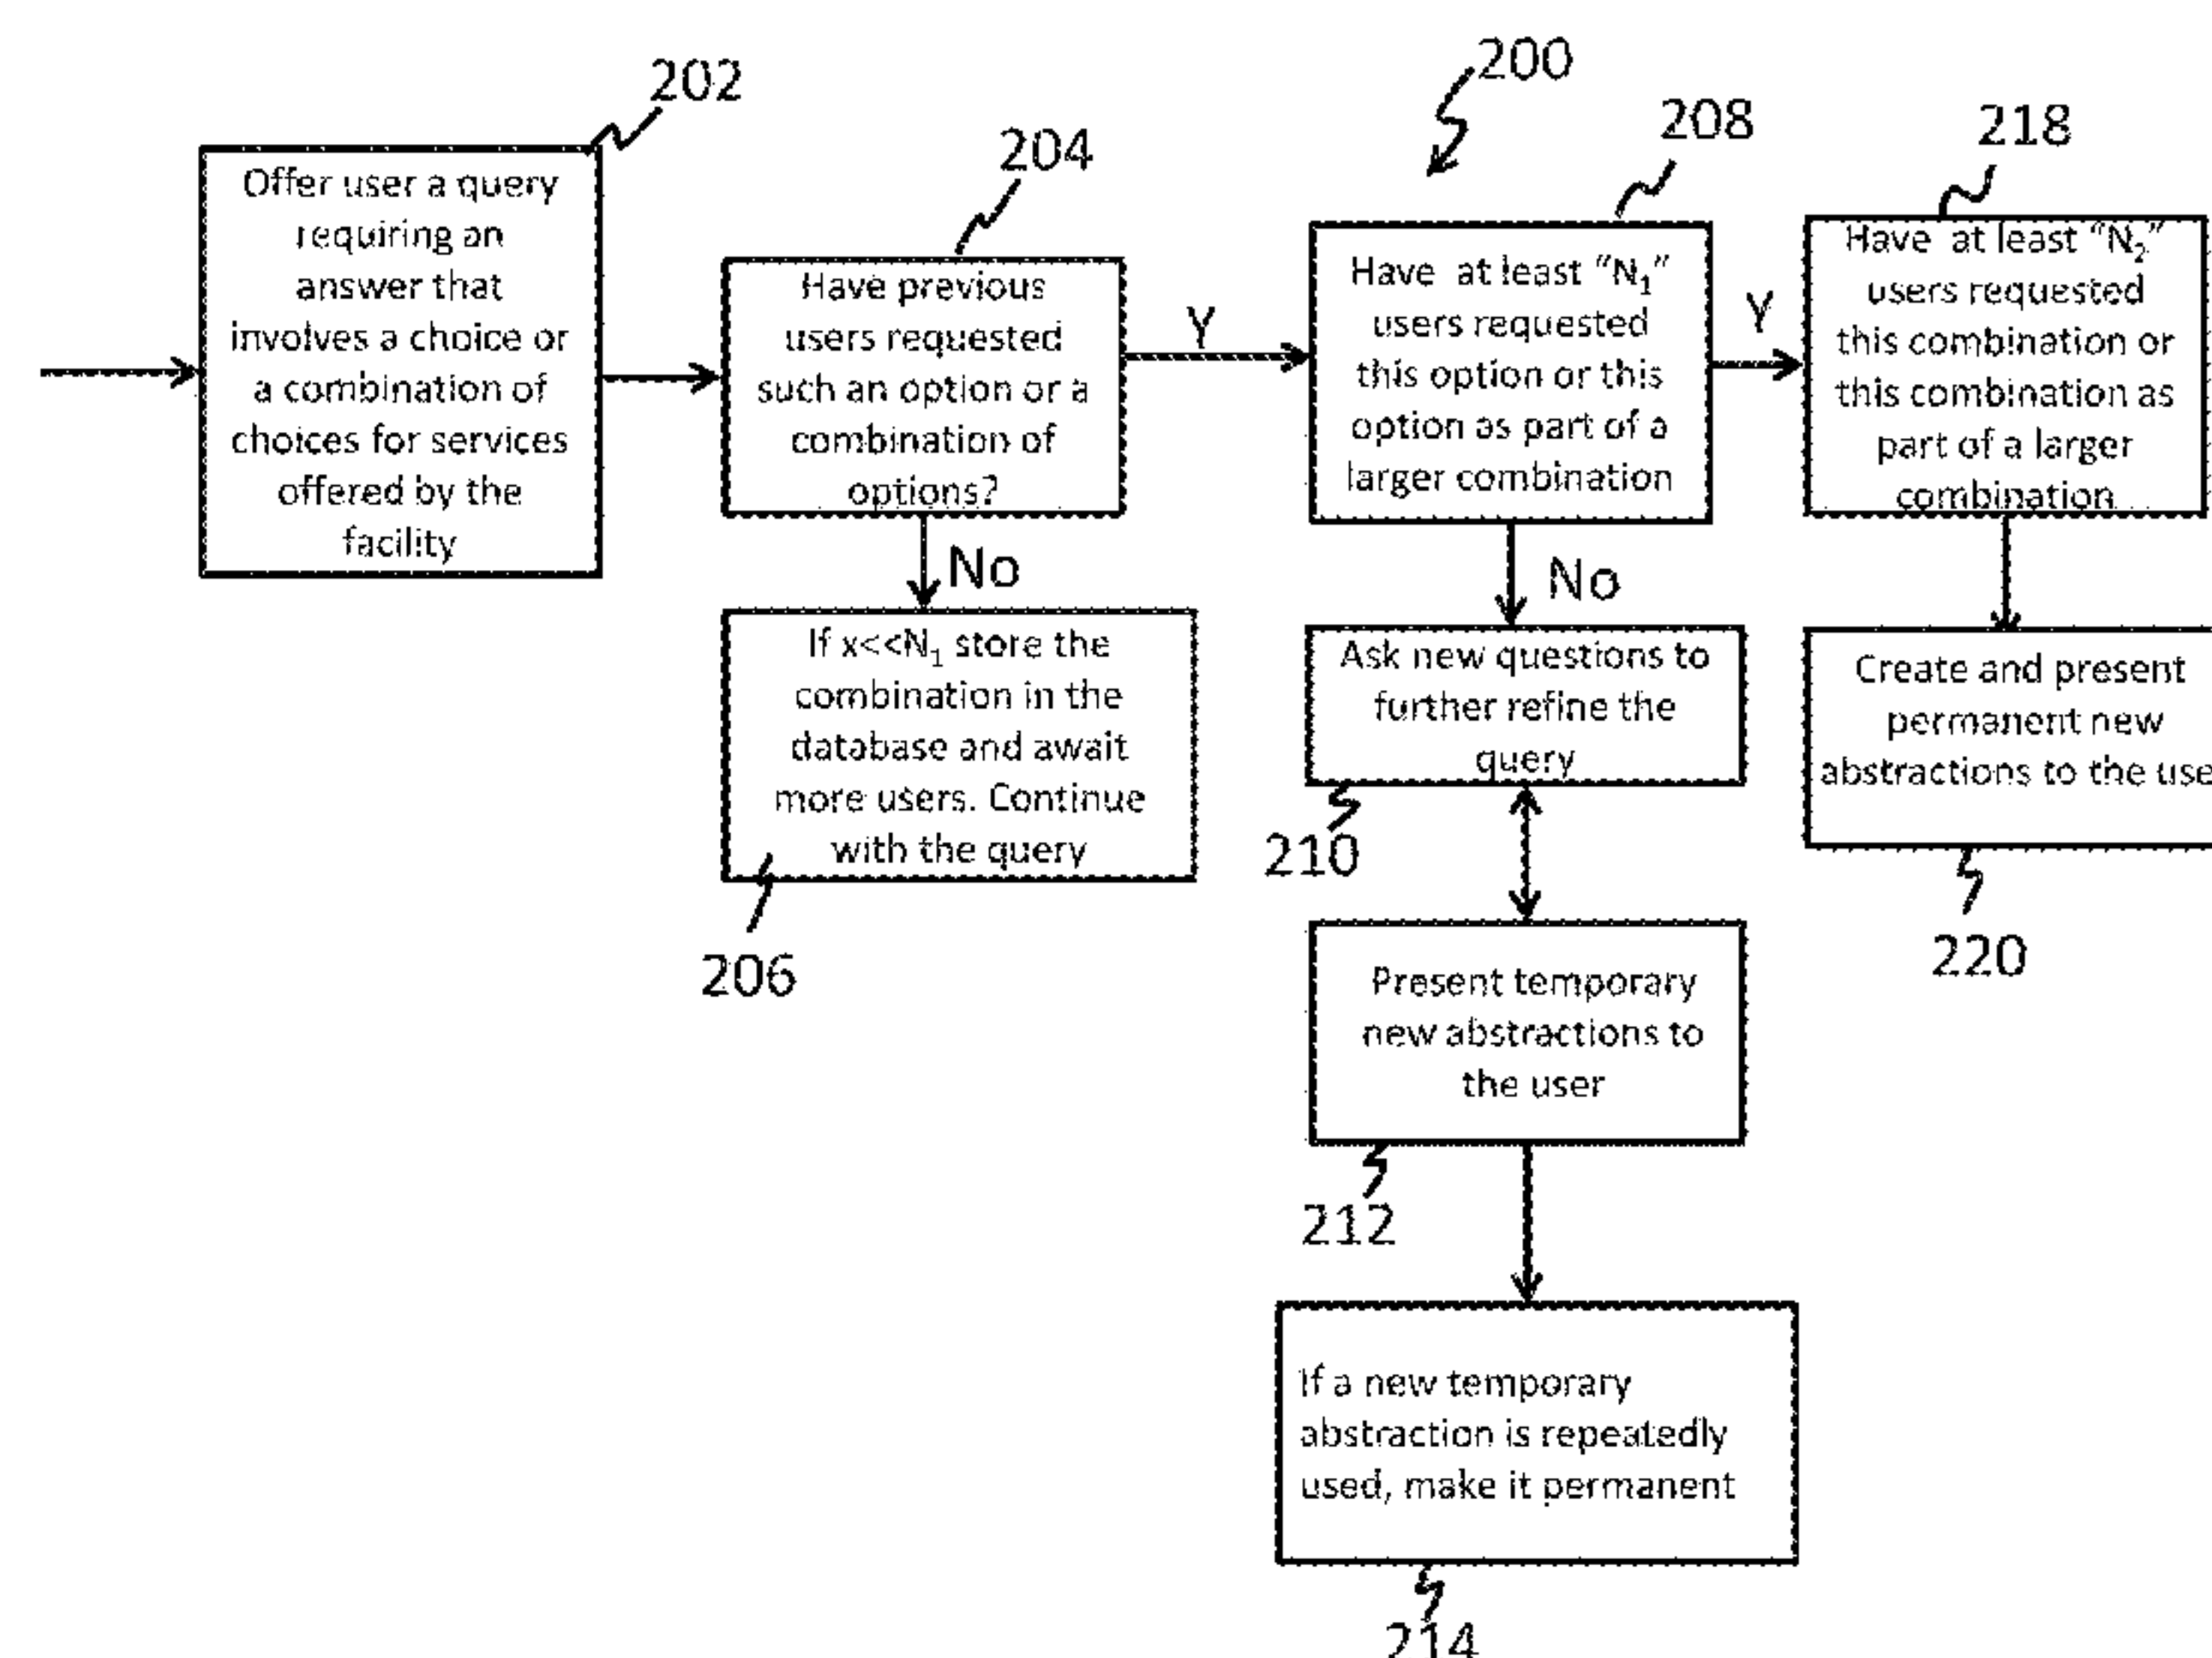 200
202
Offer user a query
requiring an
answer that
involves a choice or
a combination of
choices for services
offered by the
facility
204
Have previous
users requested
such an option or a
combination of
options?
Y
No
If x<<N₁ store the
combination in the
database and await
more users. Continue
with the query
206
208
Have at least “N₁”
users requested
this option or this
option as part of a
larger combination
Y
No
Ask new questions to
further refine the
query
210
Present temporary
new abstractions to
the user
212
If a new temporary
abstraction is repeatedly
used, make it permanent
214
218
Have at least “N₂”
users requested
this combination or
this combination as
part of a larger
combination
Create and present
permanent new
abstractions to the use
220